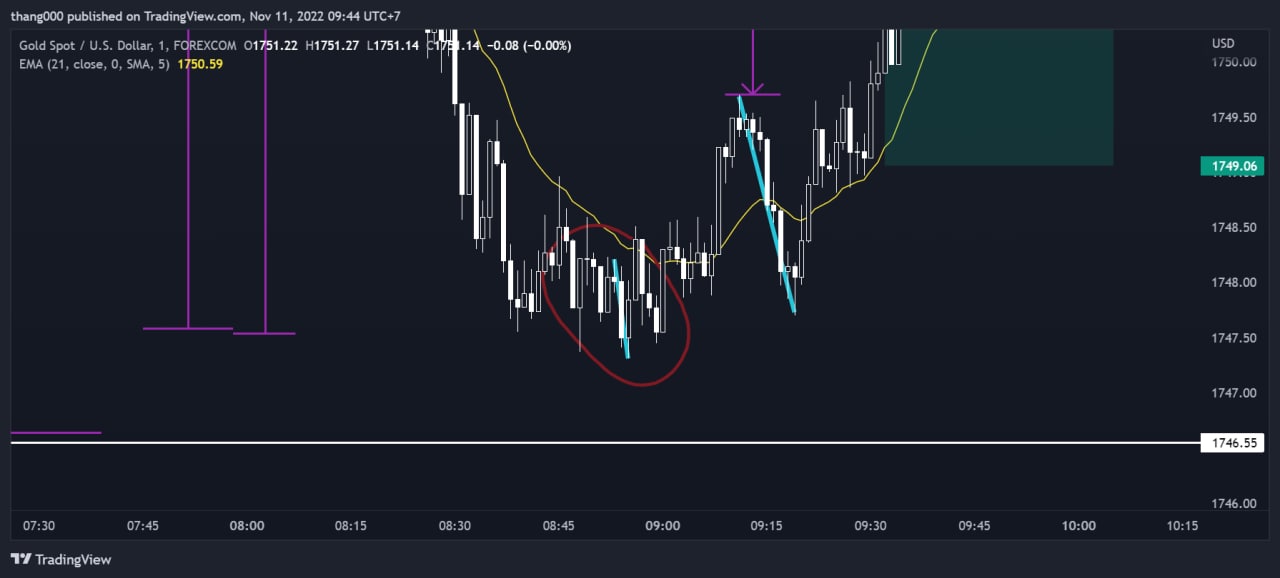 thang000 published on TradingView.com, Nov 11, 2022 09:44 UTC+7
Gold Spot / U.S. Dollar, 1, FOREXCOM O1751.22 H1751.27 L1751.14 C1751.14 −0.08 (−0.00%)
EMA (21, close, 0, SMA, 5) 1750.59
USD
1750.00
1749.50
1749.06
1748.50
1748.00
1747.50
1747.00
1746.55
1746.00
07:30 07:45 08:00 08:15 08:30 08:45 09:00 09:15 09:30 09:45 10:00 10:15
TradingView